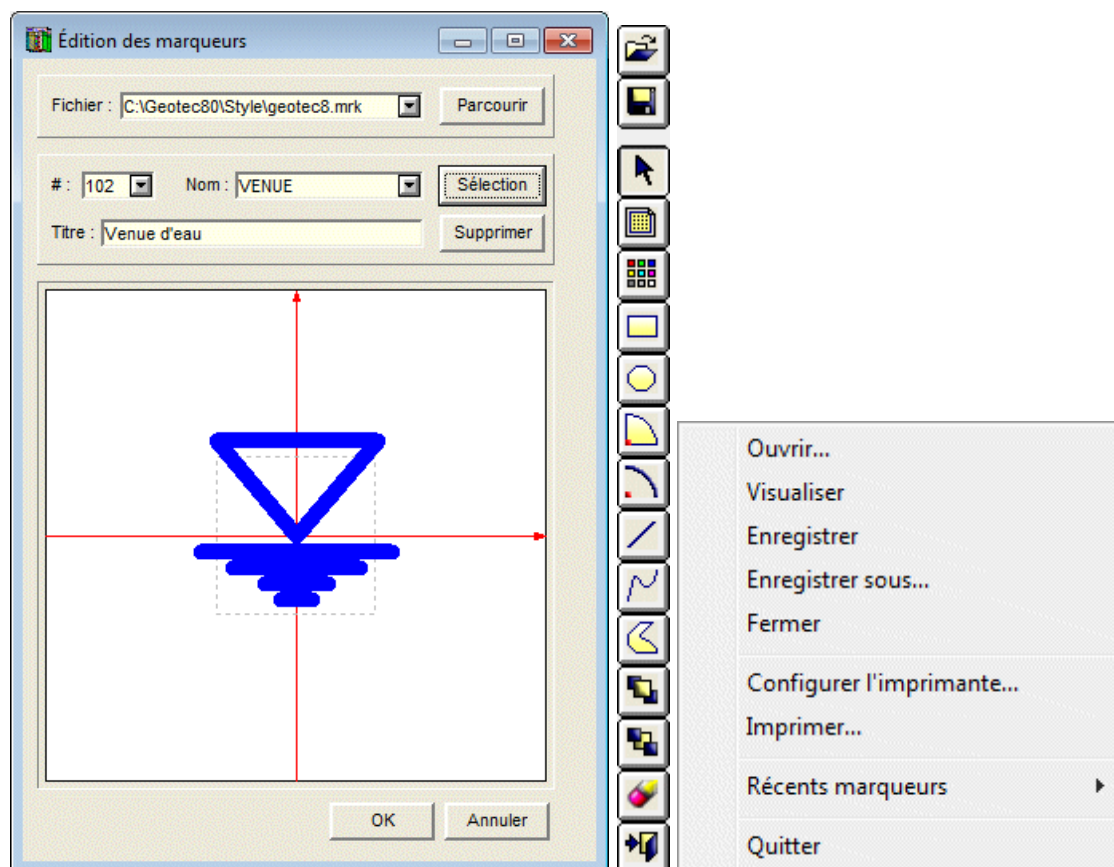 Édition des marqueurs
Fichier : C:\Geotec80\Style\geotec8.mrk Parcourir
# : 102 Nom : VENUE Sélection
Titre : Venue d'eau Supprimer
OK Annuler
Ouvrir...
Visualiser
Enregistrer
Enregistrer sous...
Fermer
Configurer l'imprimante...
Imprimer...
Récents marqueurs
Quitter